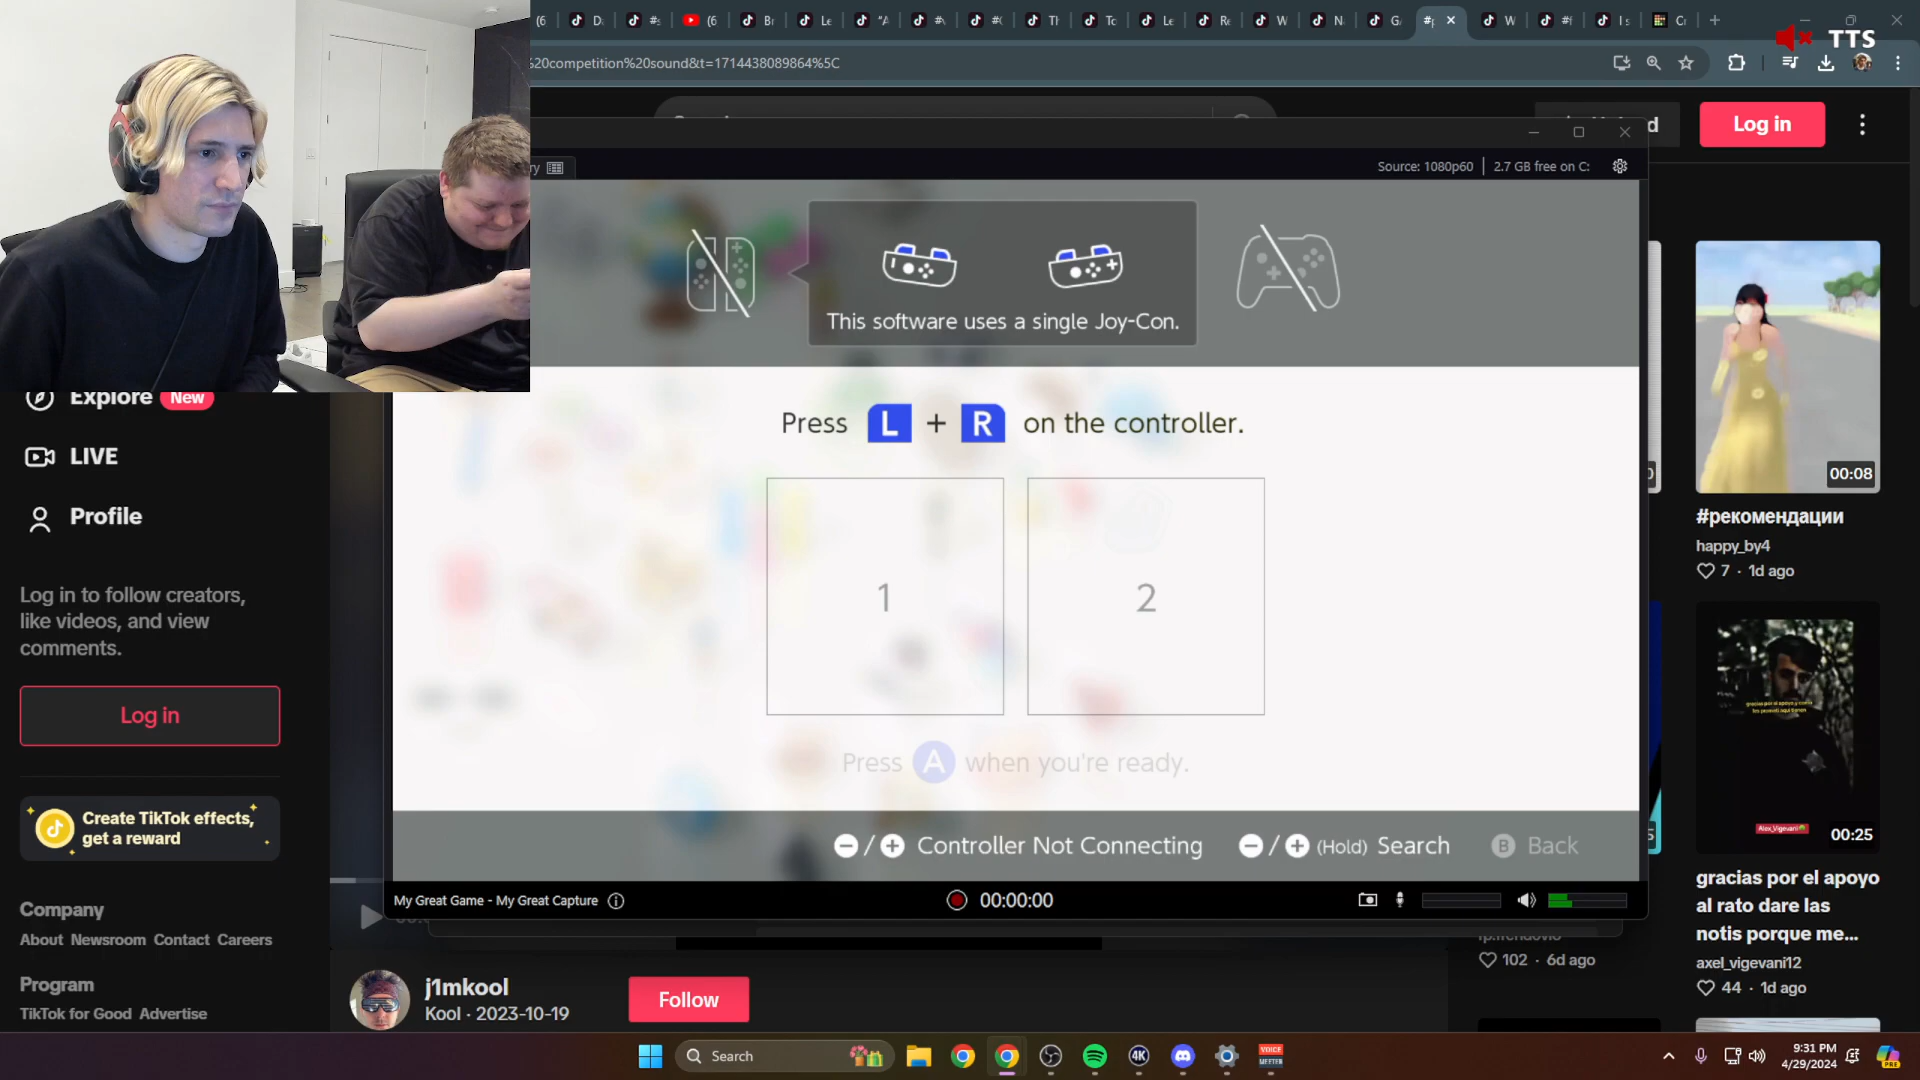 TTS
%20competition%20sound&t=1714438089864%5C
Log in
Source: 1080p60
2.7 GB free on C:
This software uses a single Joy-Con.
Press L + R on the controller.
1
2
Press A when you're ready.
Controller Not Connecting
(Hold) Search
B Back
My Great Game - My Great Capture
00:00:00
Explore New
LIVE
Profile
Log in to follow creators,
like videos, and view
comments.
Log in
Create TikTok effects,
get a reward
Company
About Newsroom Contact Careers
Program
TikTok for Good Advertise
j1mkool
Kool · 2023-10-19
Follow
00:08
#рекомендации
happy_by4
7 · 1d ago
Alex_Vigevani
00:25
gracias por el apoyo
al rato dare las
notis porque me...
axel_vigevani12
44 · 1d ago
102 · 6d ago
Search
4K
VOICE
MEETER
9:31 PM
4/29/2024
PRE